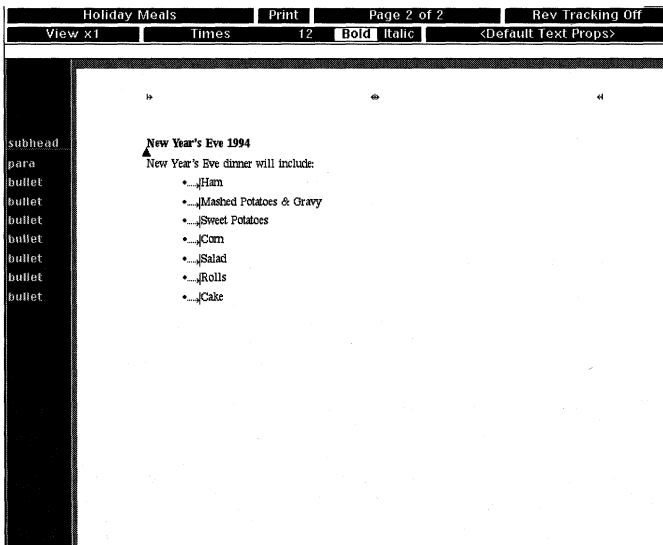 Holiday Meals Print Page 2 of 2 Rev Tracking Off
View x1 Times 12 Bold Italic <Default Text Props>
subhead New Year's Eve 1994
para New Year's Eve dinner will include:
bullet • Ham
bullet • Mashed Potatoes & Gravy
bullet • Sweet Potatoes
bullet • Corn
bullet • Salad
bullet • Rolls
bullet • Cake